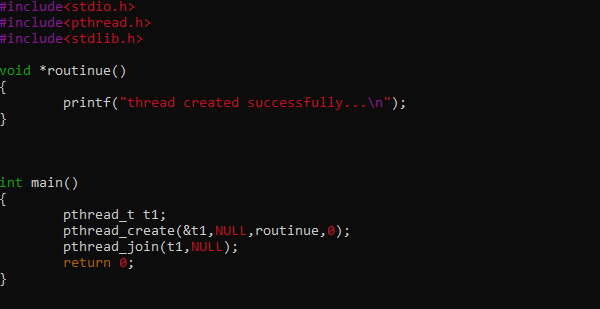 #include<stdio.h>
#include<pthread.h>
#include<stdlib.h>
void *routinue()
{
        printf("thread created successfully...\n");
}
int main()
{
        pthread_t t1;
        pthread_create(&t1,NULL,routinue,0);
        pthread_join(t1,NULL);
        return 0;
}